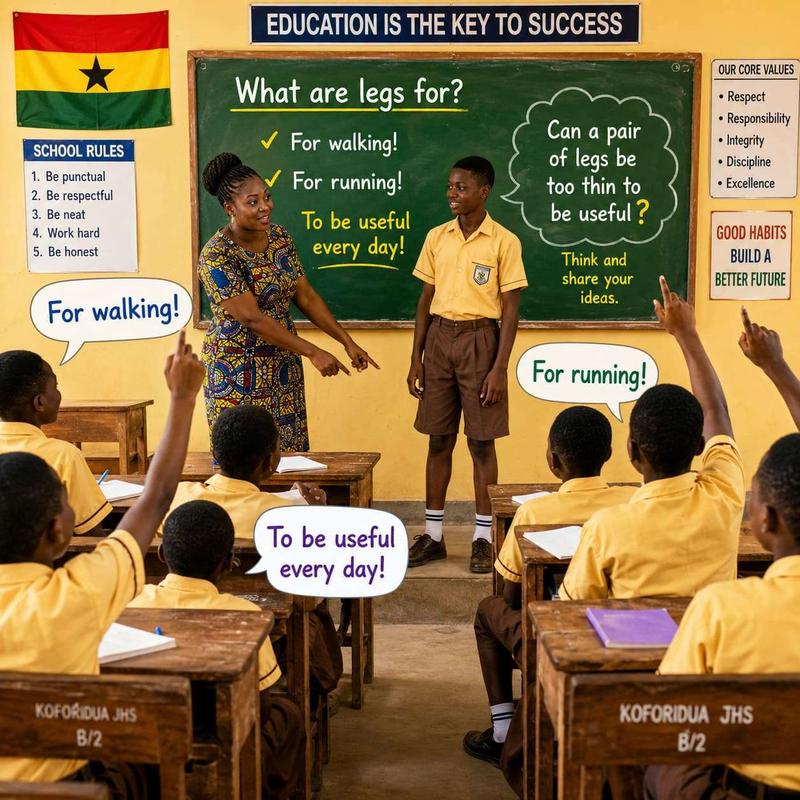 EDUCATION IS THE KEY TO SUCCESS
SCHOOL RULES
1. Be punctual
2. Be respectful
3. Be neat
4. Work hard
5. Be honest
What are legs for?
✓ For walking!
✓ For running!
To be useful
every day!
Can a pair
of legs be
too thin to
be useful?
Think and
share your
ideas.
OUR CORE VALUES
• Respect
• Responsibility
• Integrity
• Discipline
• Excellence
GOOD HABITS
BUILD A
BETTER FUTURE
For walking!
For running!
To be useful
every day!
KOFORIDUA JHS
B/2
KOFORIDUA JHS
B/2